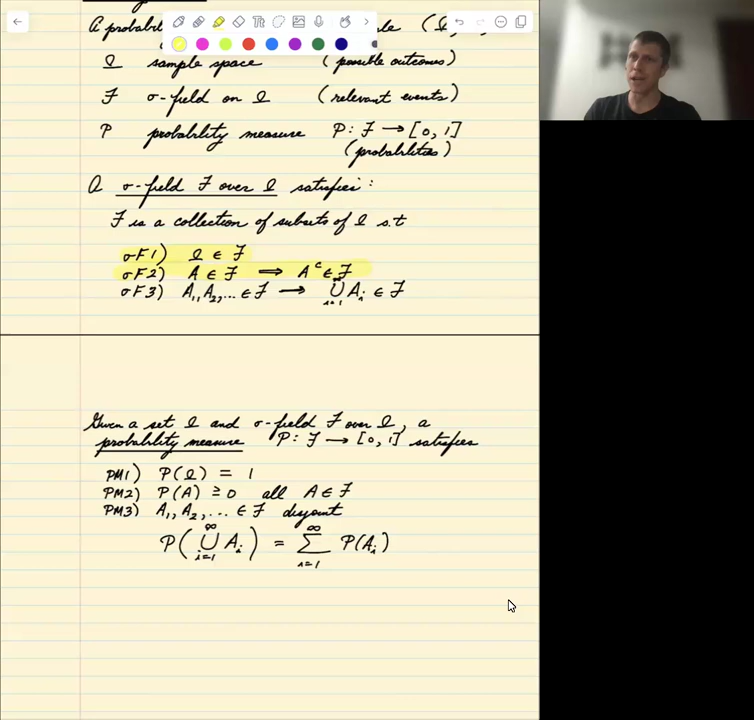 A probabil
Ω sample space (possible outcomes)
F σ-field on Ω (relevant events)
P probability measure P: F → [0, 1]
(probabilities)
A σ-field F over Ω satisfies:
F is a collection of subsets of Ω s.t
σF1) Ω ∈ F
σF2) A ∈ F ⟹ A^c ∈ F
σF3) A₁, A₂, ... ∈ F → ∞ ⋃ i=1 Aᵢ ∈ F
Given a set Ω and σ-field F over Ω, a
probability measure P: F → [0, 1] satisfies
PM1) P(Ω) = 1
PM2) P(A) ≥ 0 all A ∈ F
PM3) A₁, A₂, ... ∈ F disjoint
P( ∞ ⋃ i=1 Aᵢ ) = ∞ ∑ i=1 P(Aᵢ)